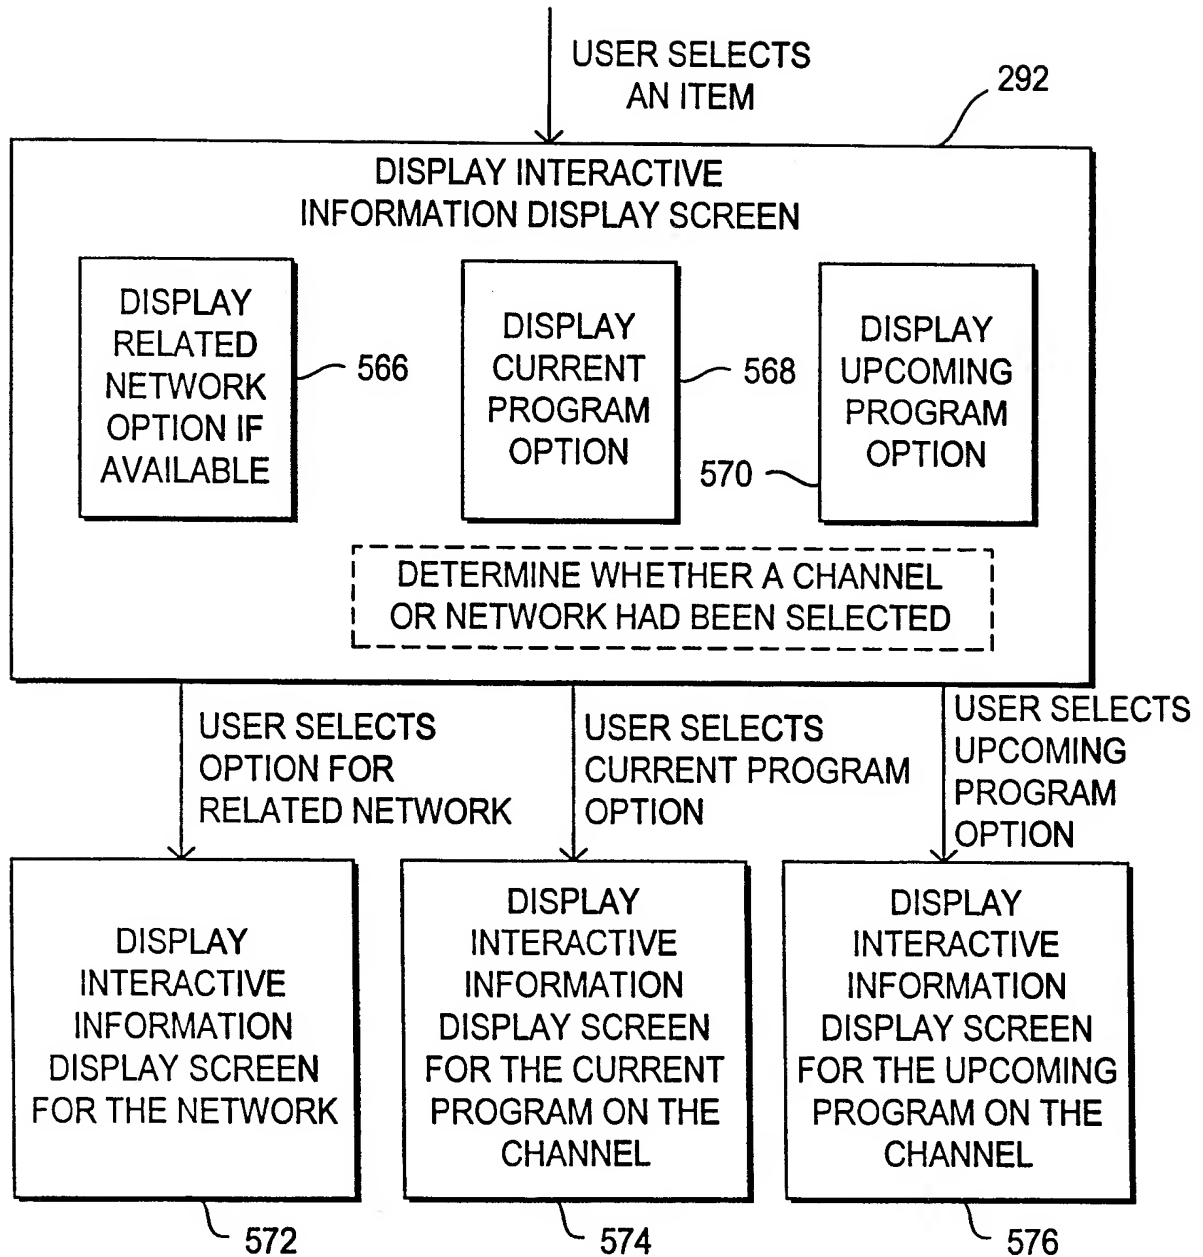 USER SELECTS
AN ITEM
292
DISPLAY INTERACTIVE
INFORMATION DISPLAY SCREEN
DISPLAY
RELATED
NETWORK
OPTION IF
AVAILABLE
566
DISPLAY
CURRENT
PROGRAM
OPTION
568
DISPLAY
UPCOMING
PROGRAM
OPTION
570
DETERMINE WHETHER A CHANNEL
OR NETWORK HAD BEEN SELECTED
USER SELECTS
OPTION FOR
RELATED NETWORK
USER SELECTS
CURRENT PROGRAM
OPTION
USER SELECTS
UPCOMING
PROGRAM
OPTION
DISPLAY
INTERACTIVE
INFORMATION
DISPLAY SCREEN
FOR THE NETWORK
572
DISPLAY
INTERACTIVE
INFORMATION
DISPLAY SCREEN
FOR THE CURRENT
PROGRAM ON THE
CHANNEL
574
DISPLAY
INTERACTIVE
INFORMATION
DISPLAY SCREEN
FOR THE UPCOMING
PROGRAM ON THE
CHANNEL
576